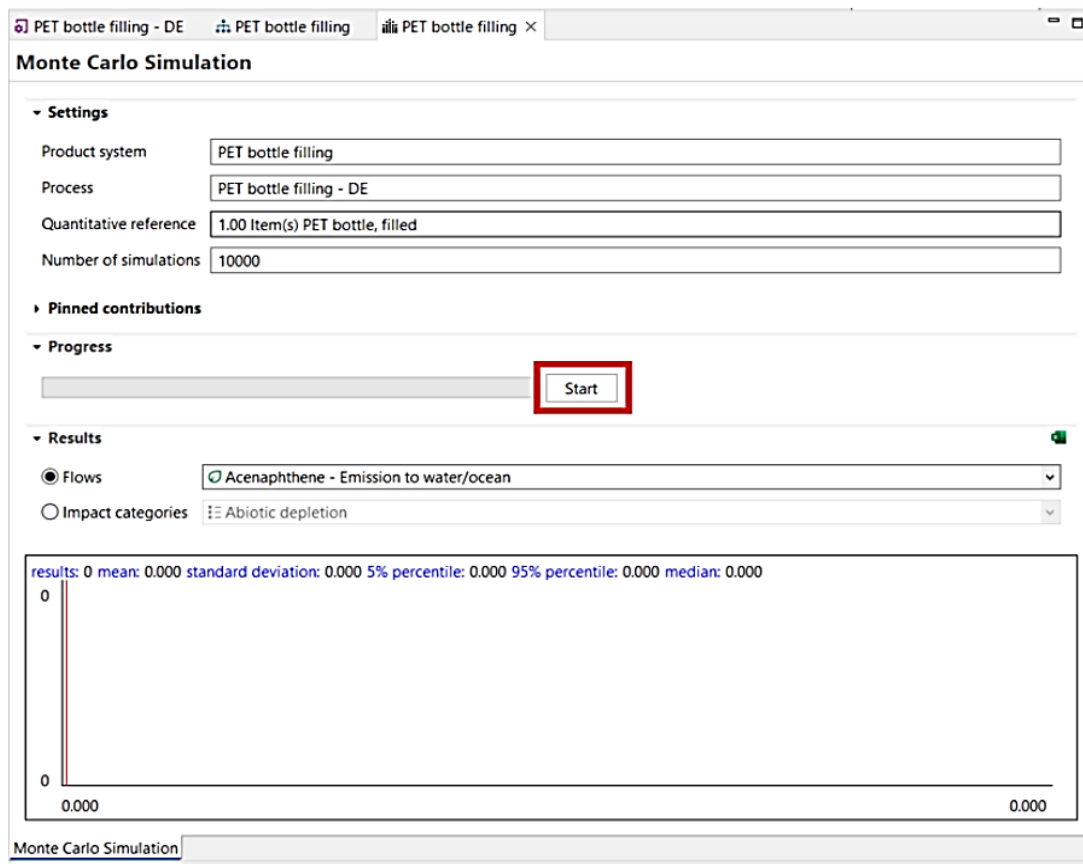 PET bottle filling - DE PET bottle filling PET bottle filling
Monte Carlo Simulation
Settings
Product system PET bottle filling
Process PET bottle filling - DE
Quantitative reference 1.00 Item(s) PET bottle, filled
Number of simulations 10000
Pinned contributions
Progress
Start
Results
Flows Acenaphthene - Emission to water/ocean
Impact categories Abiotic depletion
results: 0 mean: 0.000 standard deviation: 0.000 5% percentile: 0.000 95% percentile: 0.000 median: 0.000
0
0
0.000 0.000
Monte Carlo Simulation